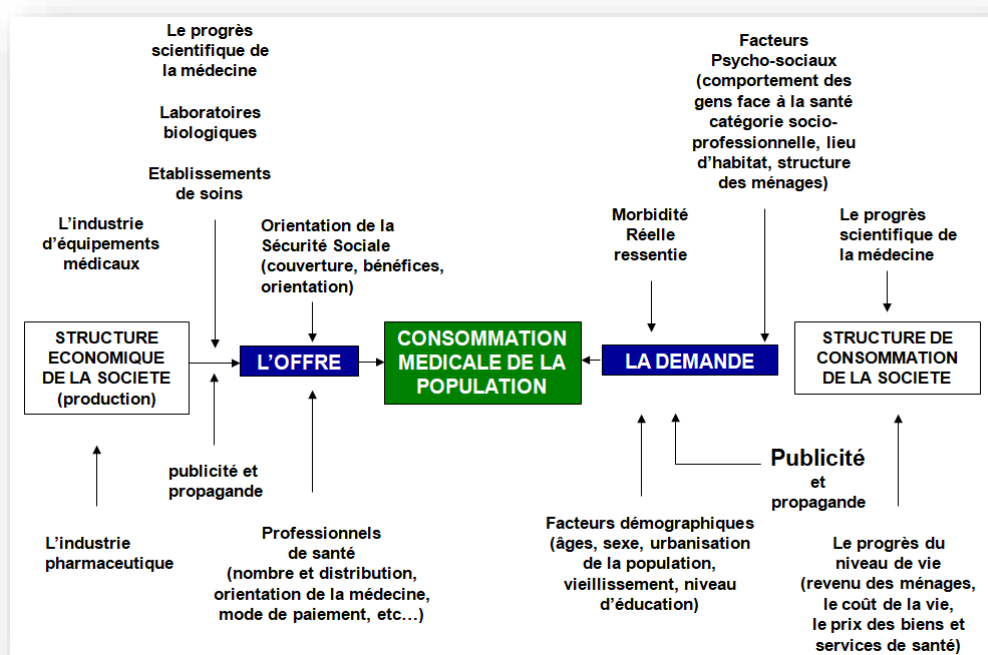 Le progrès
scientifique de
la médecine
Laboratoires
biologiques
Etablissements
de soins
L'industrie
d'équipements
médicaux
Orientation de la
Sécurité Sociale
(couverture, bénéfices,
orientation)
Facteurs
Psycho-sociaux
(comportement des
gens face à la santé
catégorie socio-
professionnelle, lieu
d'habitat, structure
des ménages)
Morbidité
Réelle
ressentie
Le progrès
scientifique de
la médecine
STRUCTURE
ECONOMIQUE
DE LA SOCIETE
(production)
L'OFFRE
CONSOMMATION
MEDICALE DE LA
POPULATION
LA DEMANDE
STRUCTURE DE
CONSOMMATION
DE LA SOCIETE
publicité et
propagande
Publicité
et
propagande
L'industrie
pharmaceutique
Professionnels
de santé
(nombre et distribution,
orientation de la médecine,
mode de paiement, etc…)
Facteurs démographiques
(âges, sexe, urbanisation
de la population,
vieillissement, niveau
d'éducation)
Le progrès du
niveau de vie
(revenu des ménages,
le coût de la vie,
le prix des biens et
services de santé)